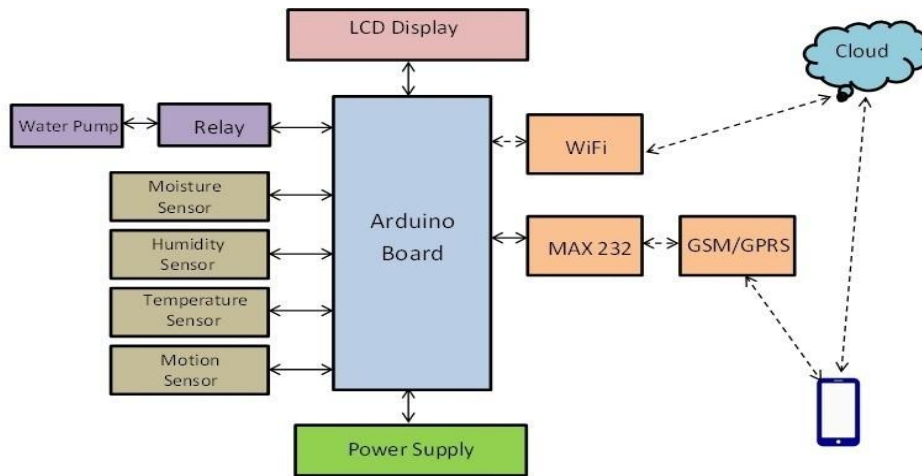 LCD Display
Cloud
Water Pump
Relay
WiFi
Moisture
Sensor
Arduino
Board
Humidity
Sensor
MAX 232
GSM/GPRS
Temperature
Sensor
Motion
Sensor
Power Supply